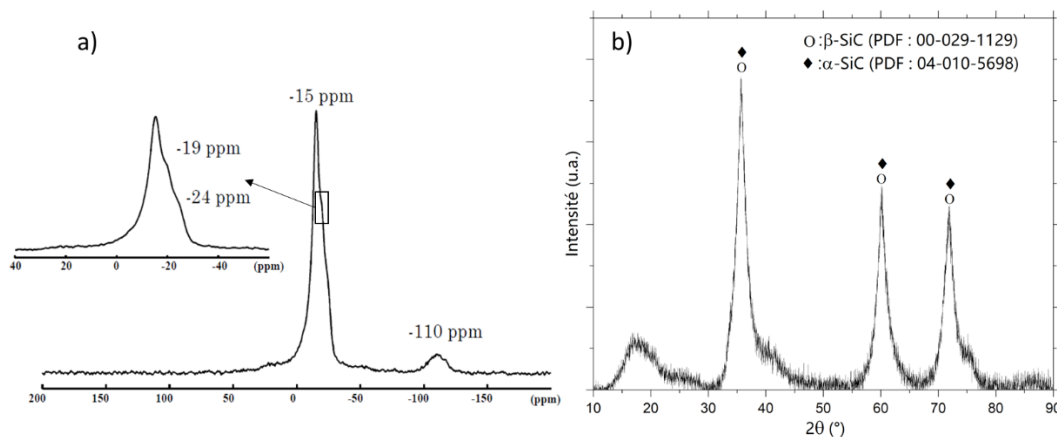 a)
-15 ppm
-19 ppm
-24 ppm
40 20 0 -20 -40 (ppm)
-110 ppm
200 150 100 50 0 -50 -100 -150 (ppm)
b)
O :β-SiC (PDF : 00-029-1129)
♦ :α-SiC (PDF : 04-010-5698)
Intensité (u.a.)
♦ ♦ ♦
O O O
10 20 30 40 50 60 70 80 90
2θ (°)